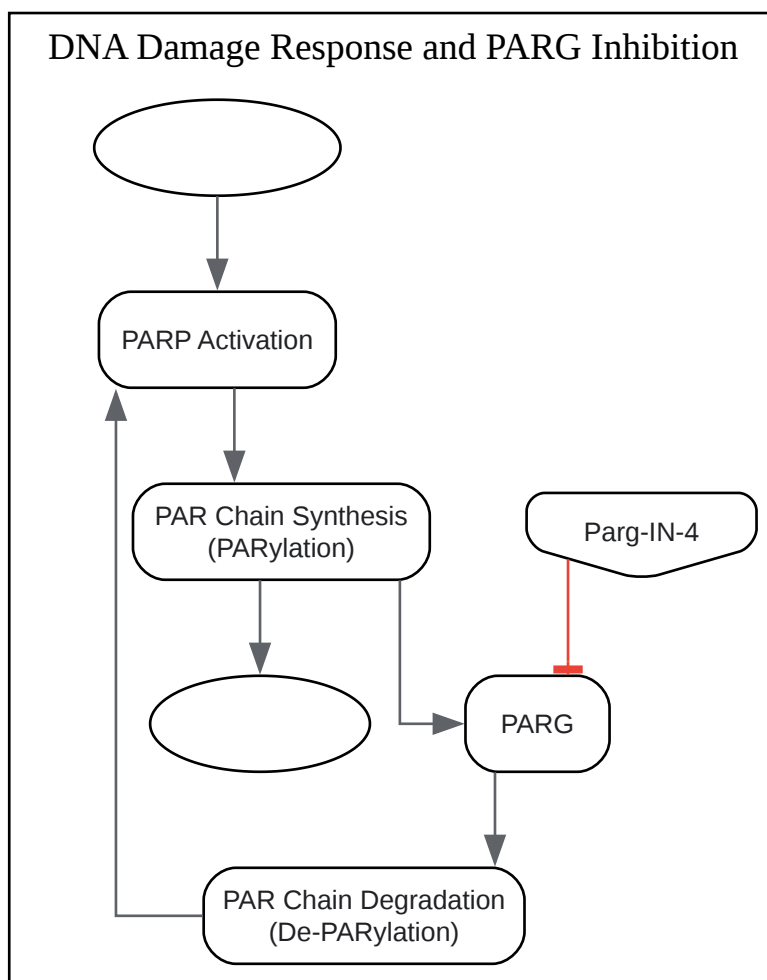 DNA Damage Response and PARG Inhibition
PARP Activation
PAR Chain Synthesis
(PARylation)
Parg-IN-4
PARG
PAR Chain Degradation
(De-PARylation)